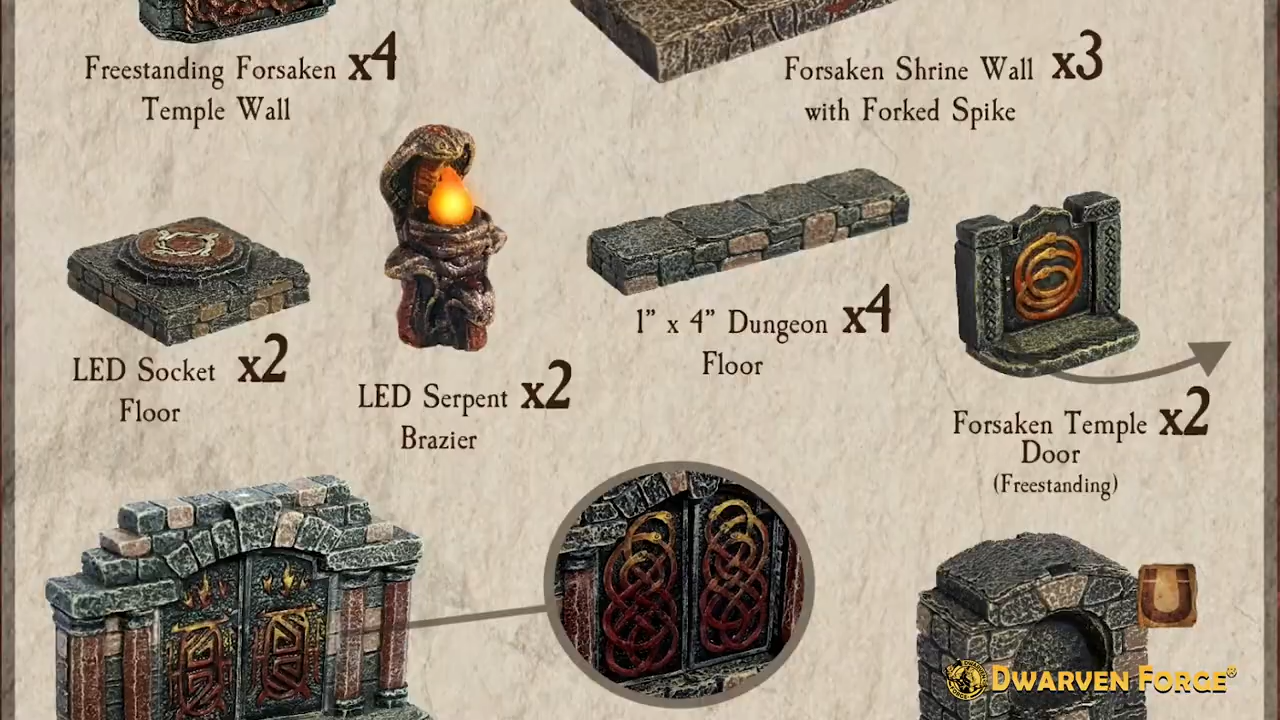 Freestanding Forsaken x4
Temple Wall
Forsaken Shrine Wall x3
with Forked Spike
LED Socket x2
Floor
LED Serpent x2
Brazier
1” x 4” Dungeon x4
Floor
Forsaken Temple x2
Door
(Freestanding)
DWARVEN FORGE®